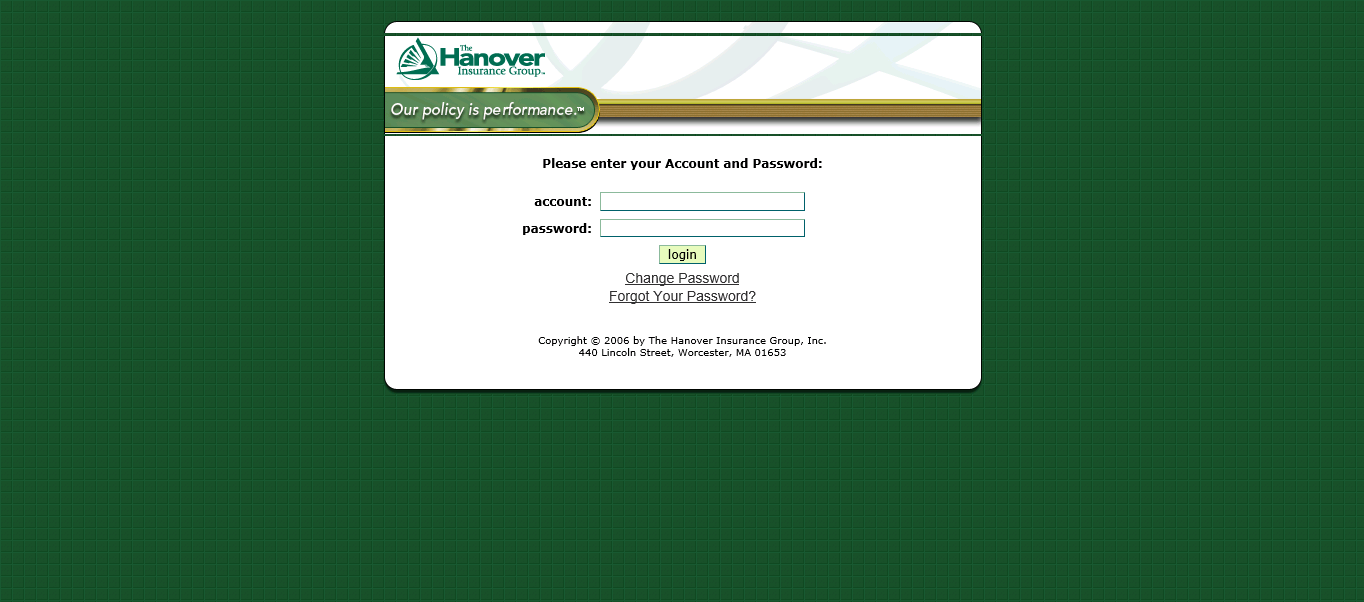 The
Hanover
Insurance Group™
Our policy is performance.™
Please enter your Account and Password:
account:
password:
login
Change Password
Forgot Your Password?
Copyright © 2006 by The Hanover Insurance Group, Inc.
440 Lincoln Street, Worcester, MA 01653